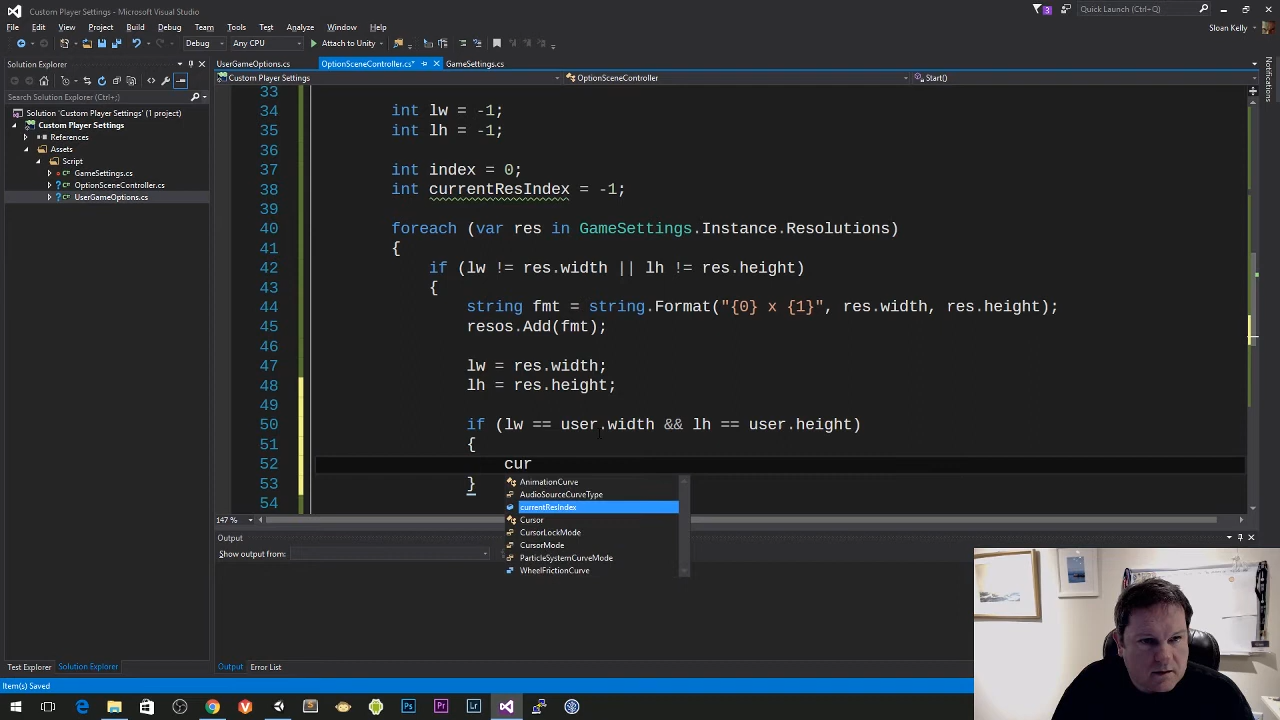 Custom Player Settings - Microsoft Visual Studio
3
Quick Launch (Ctrl+;)
File Edit View Project Build Debug Team Tools Test Analyze Window Help
Sloan Kelly
Debug Any CPU Attach to Unity
Solution Explorer
UserGameOptions.cs OptionSceneController.cs* GameSettings.cs
Custom Player Settings OptionSceneController Start()
Search Solution Explorer (Ctrl+;)
Solution 'Custom Player Settings' (1 project)
Custom Player Settings
References
Assets
Script
GameSettings.cs
OptionSceneController.cs
UserGameOptions.cs
33
34 int lw = -1;
35 int lh = -1;
36
37 int index = 0;
38 int currentResIndex = -1;
39
40 foreach (var res in GameSettings.Instance.Resolutions)
41 {
42 if (lw != res.width || lh != res.height)
43 {
44 string fmt = string.Format("{0} x {1}", res.width, res.height);
45 resos.Add(fmt);
46
47 lw = res.width;
48 lh = res.height;
49
50 if (lw == user.width && lh == user.height)
51 {
52 cur
53 }
54
AnimationCurve
AudioSourceCurveType
currentResIndex
Cursor
CursorLockMode
CursorMode
ParticleSystemCurveMode
WheelFrictionCurve
147 %
Output
Show output from:
Test Explorer Solution Explorer
Output Error List
Item(s) Saved